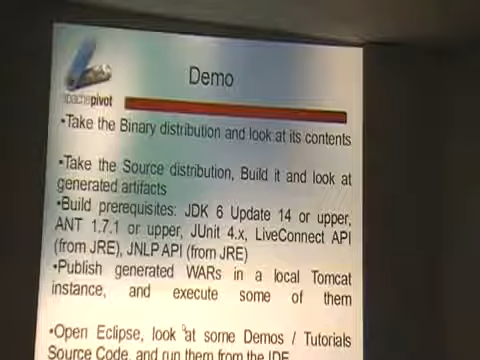 Demo
apachepivot
•Take the Binary distribution and look at its contents
•Take the Source distribution, Build it and look at
generated artifacts
•Build prerequisites: JDK 6 Update 14 or upper,
ANT 1.7.1 or upper, JUnit 4.x, LiveConnect API
(from JRE), JNLP API (from JRE)
•Publish generated WARs in a local Tomcat
instance, and execute some of them
•Open Eclipse, look at some Demos / Tutorials
Source Code, and run them from the IDE